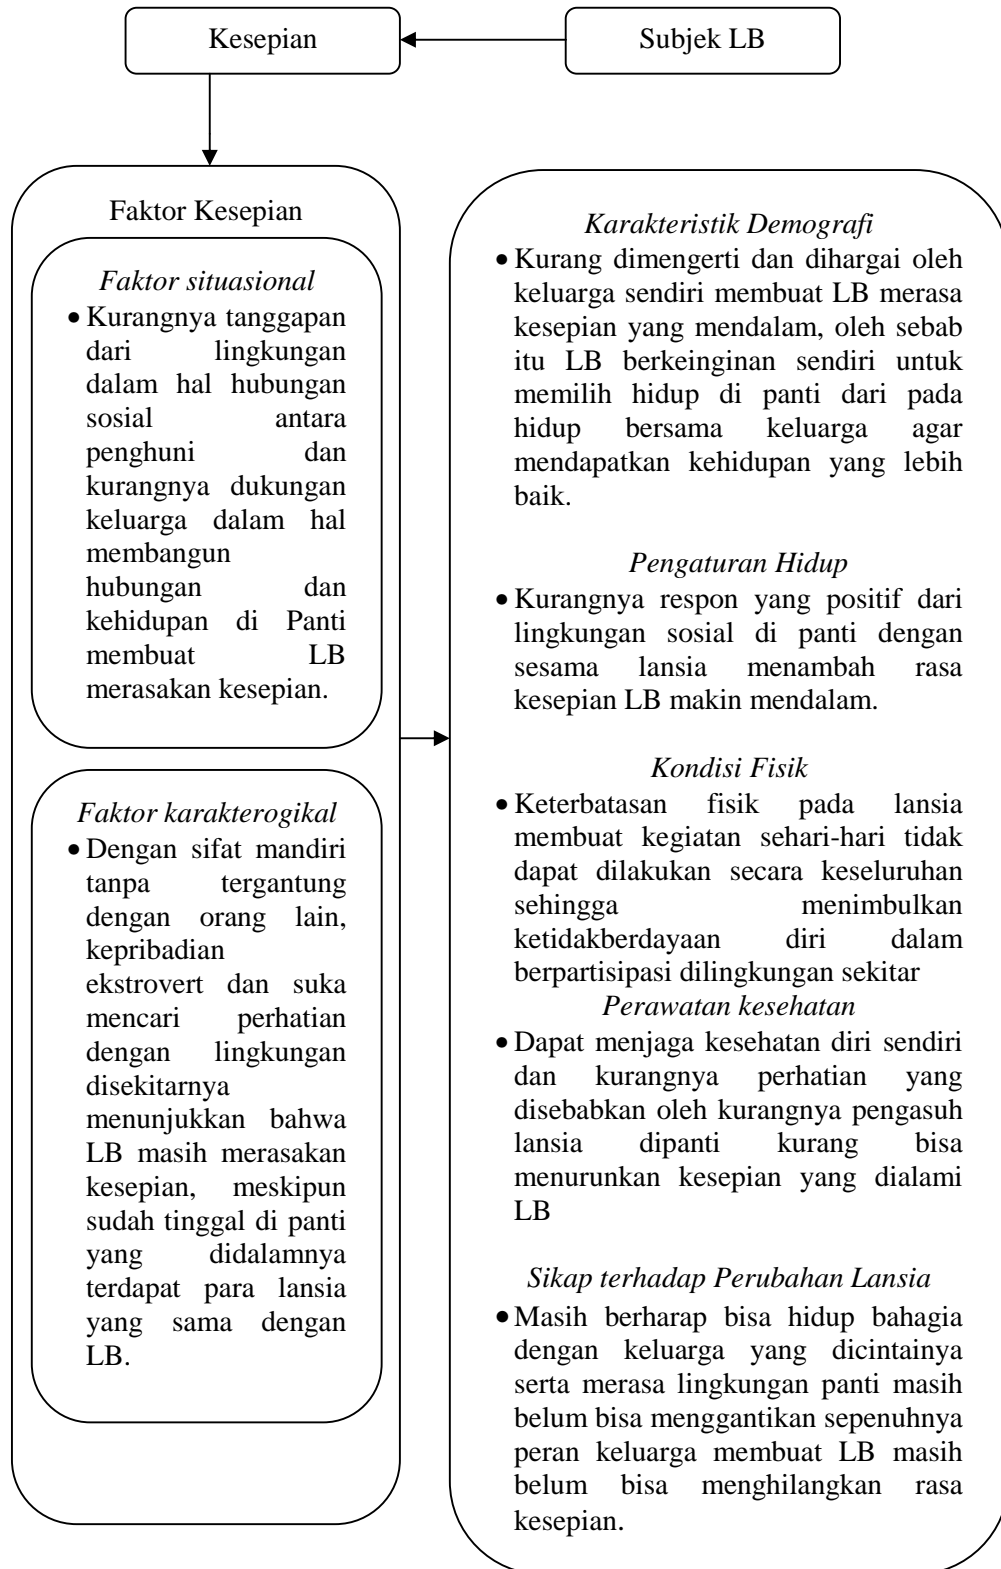 Kesepian
Subjek LB
Faktor Kesepian
Faktor situasional
• Kurangnya tanggapan
dari lingkungan
dalam hal hubungan
sosial antara
penghuni dan
kurangnya dukungan
keluarga dalam hal
membangun
hubungan dan
kehidupan di Panti
membuat LB
merasakan kesepian.
Faktor karakterogikal
• Dengan sifat mandiri
tanpa tergantung
dengan orang lain,
kepribadian
ekstrovert dan suka
mencari perhatian
dengan lingkungan
disekitarnya
menunjukkan bahwa
LB masih merasakan
kesepian, meskipun
sudah tinggal di panti
yang didalamnya
terdapat para lansia
yang sama dengan
LB.
Karakteristik Demografi
• Kurang dimengerti dan dihargai oleh
keluarga sendiri membuat LB merasa
kesepian yang mendalam, oleh sebab
itu LB berkeinginan sendiri untuk
memilih hidup di panti dari pada
hidup bersama keluarga agar
mendapatkan kehidupan yang lebih
baik.
Pengaturan Hidup
• Kurangnya respon yang positif dari
lingkungan sosial di panti dengan
sesama lansia menambah rasa
kesepian LB makin mendalam.
Kondisi Fisik
• Keterbatasan fisik pada lansia
membuat kegiatan sehari-hari tidak
dapat dilakukan secara keseluruhan
sehingga menimbulkan
ketidakberdayaan diri dalam
berpartisipasi dilingkungan sekitar
Perawatan kesehatan
• Dapat menjaga kesehatan diri sendiri
dan kurangnya perhatian yang
disebabkan oleh kurangnya pengasuh
lansia dipanti kurang bisa
menurunkan kesepian yang dialami
LB
Sikap terhadap Perubahan Lansia
• Masih berharap bisa hidup bahagia
dengan keluarga yang dicintainya
serta merasa lingkungan panti masih
belum bisa menggantikan sepenuhnya
peran keluarga membuat LB masih
belum bisa menghilangkan rasa
kesepian.